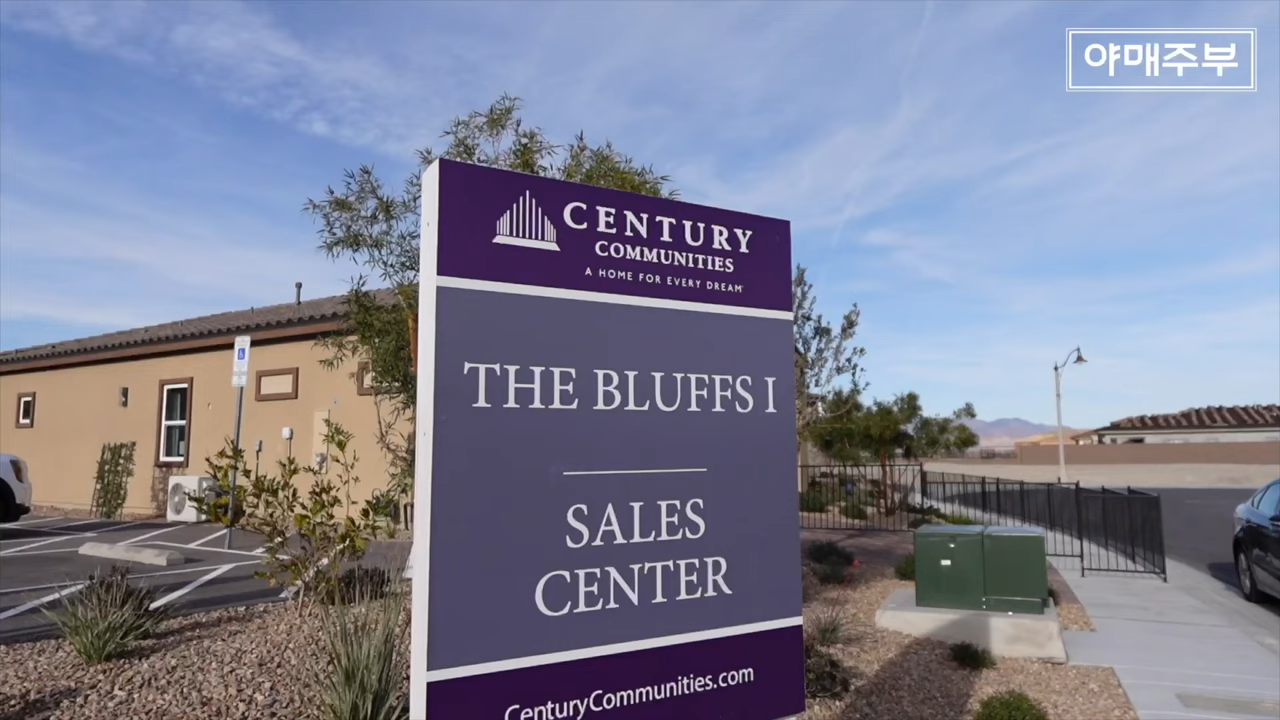 야매주부
CENTURY
COMMUNITIES
A HOME FOR EVERY DREAM
THE BLUFFS I
SALES
CENTER
CenturyCommunities.com